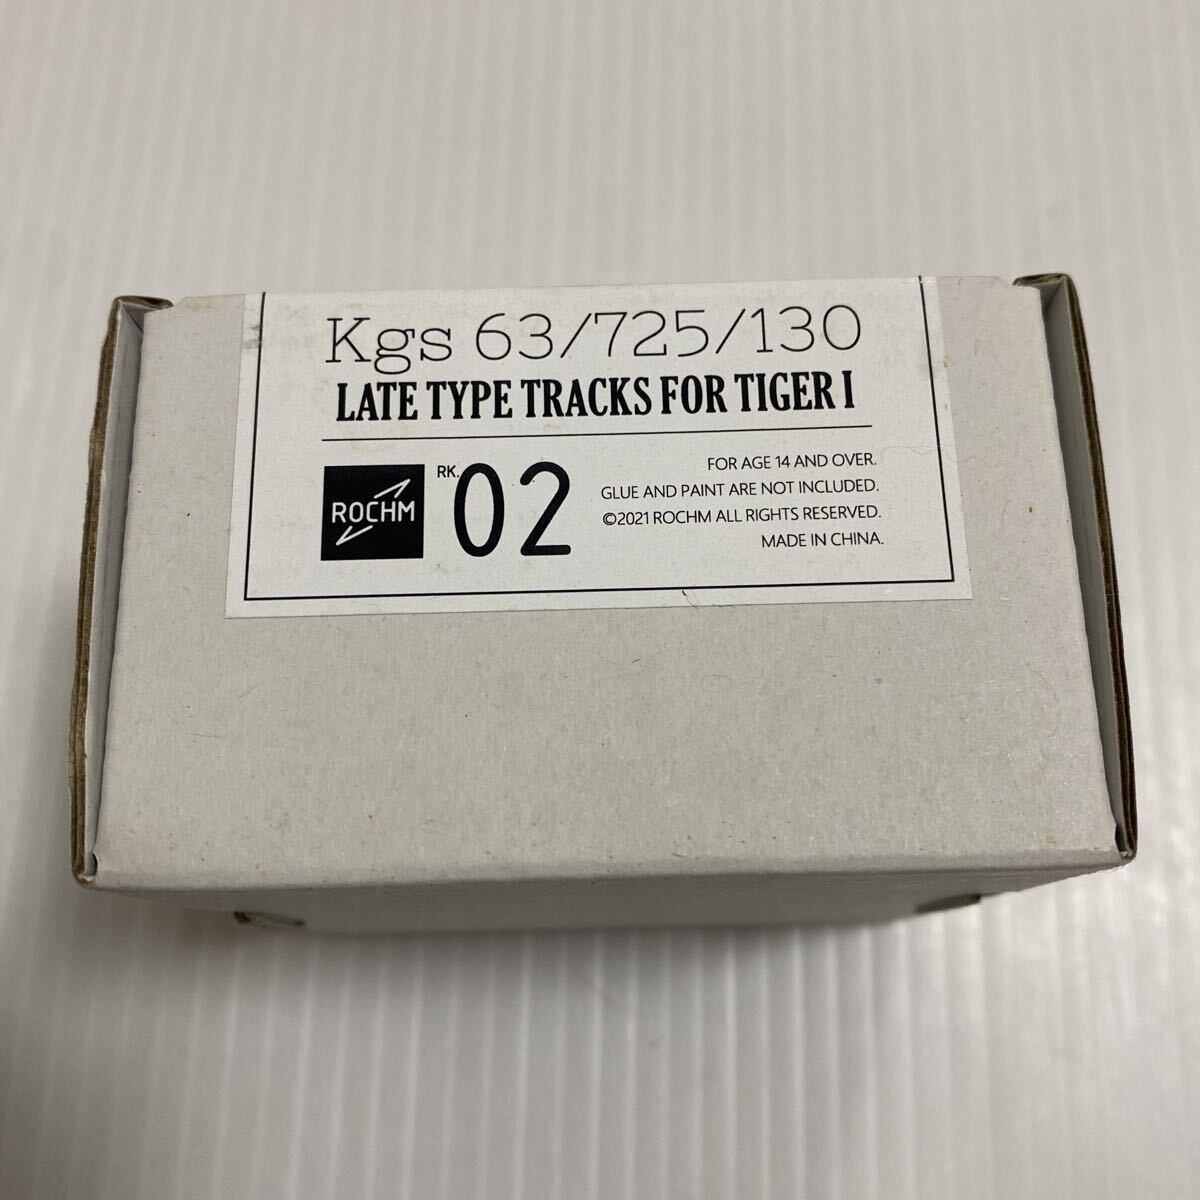 Kgs 63/725/130
LATE TYPE TRACKS FOR TIGER I
ROCHM
RK. 02
FOR AGE 14 AND OVER.
GLUE AND PAINT ARE NOT INCLUDED.
©2021 ROCHM ALL RIGHTS RESERVED.
MADE IN CHINA.